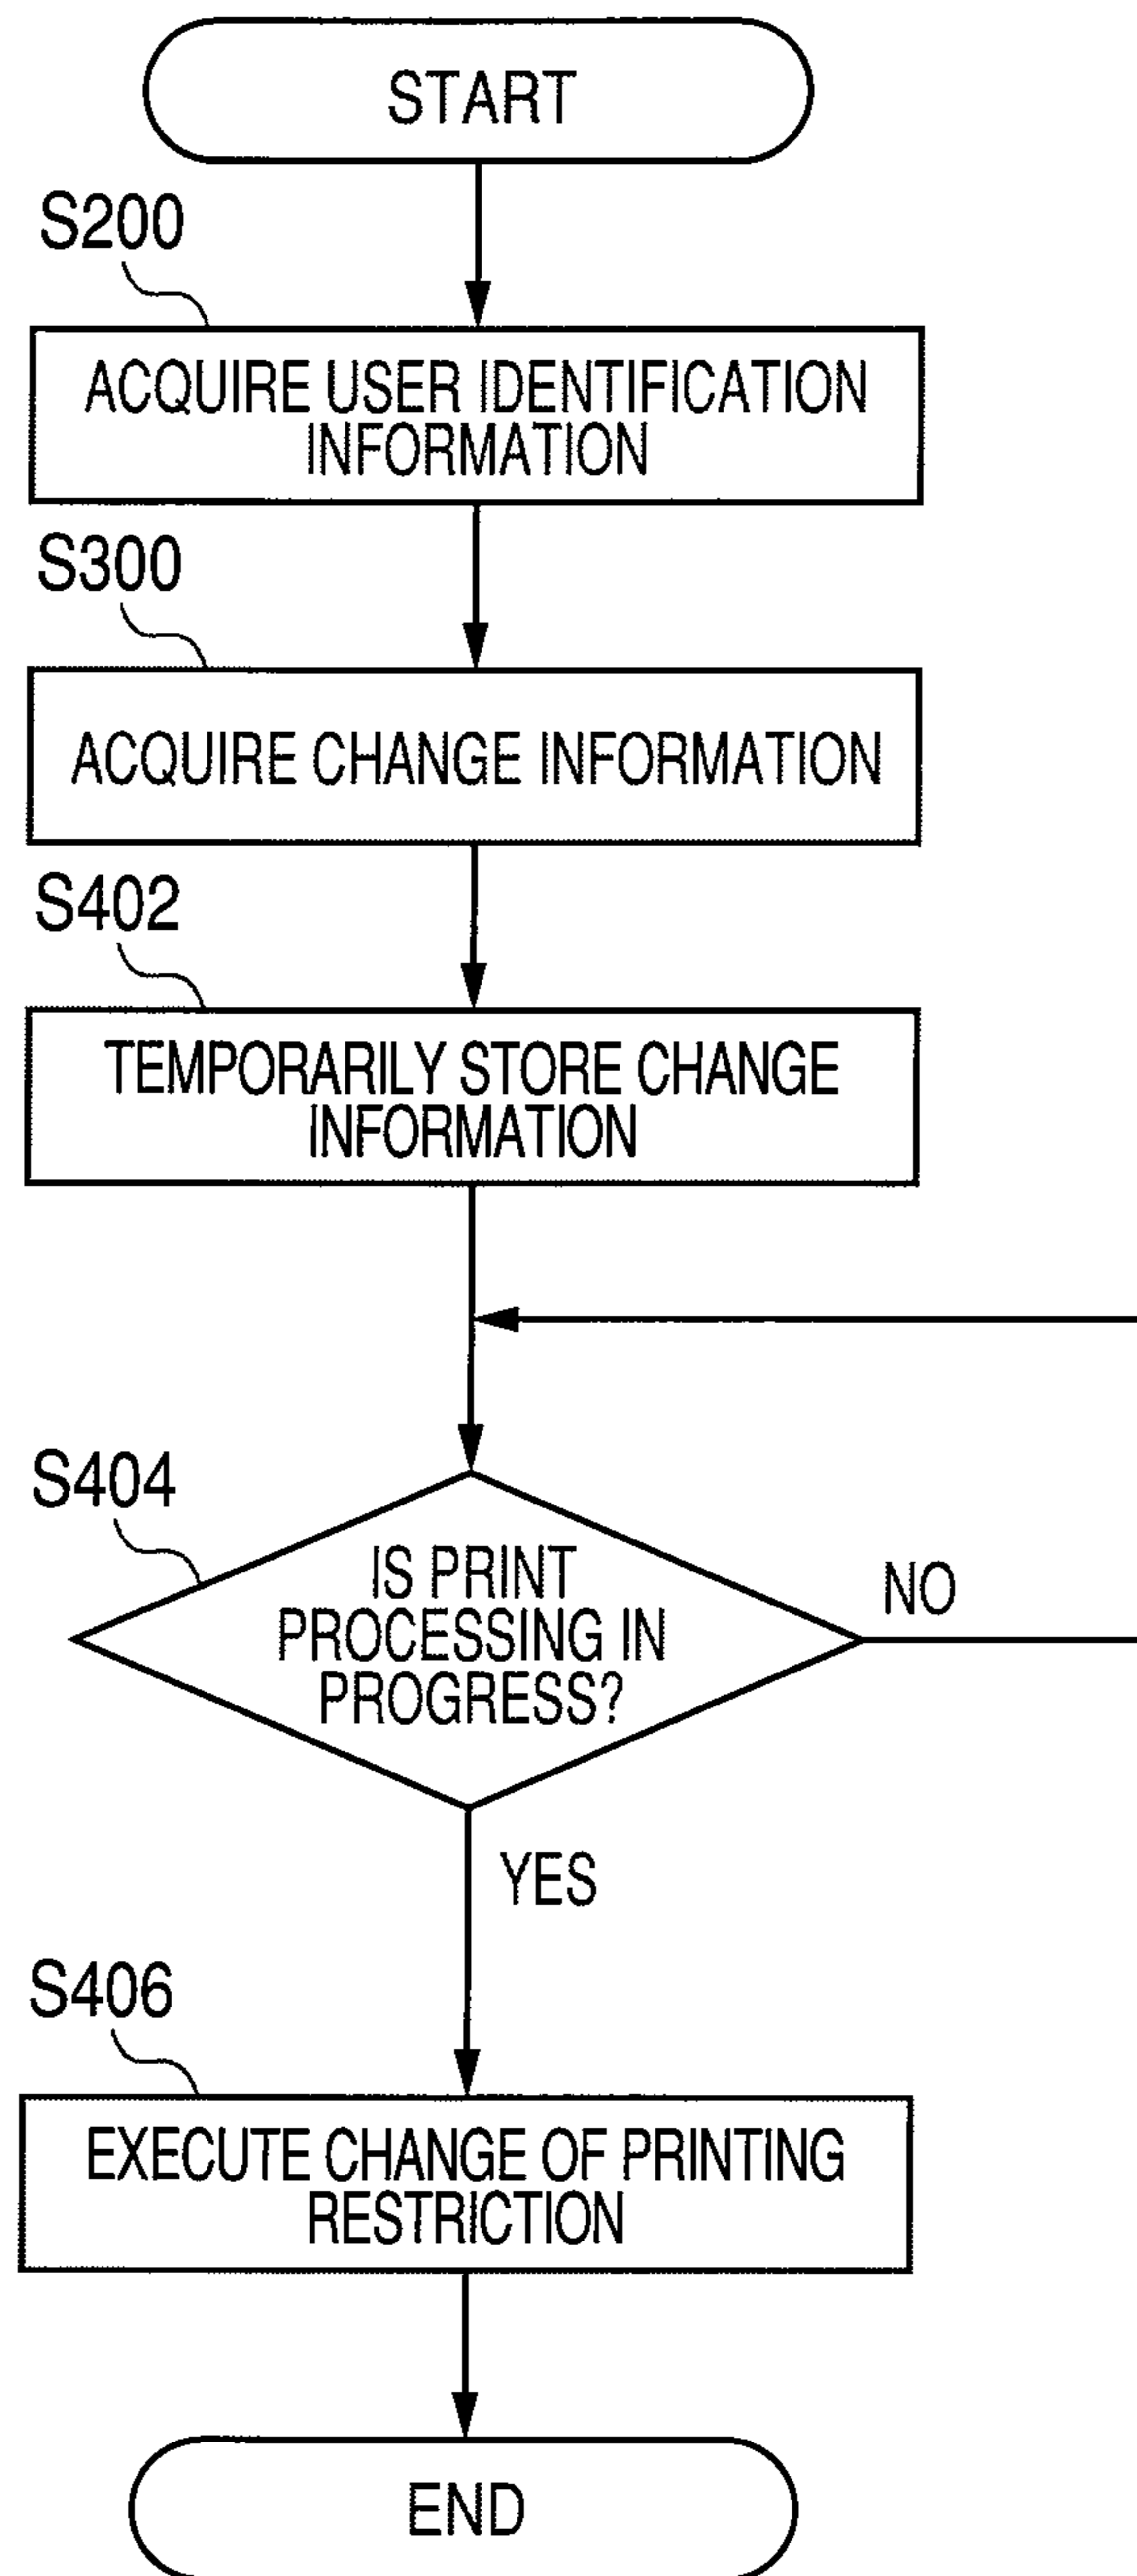 START
S200
ACQUIRE USER IDENTIFICATION
INFORMATION
S300
ACQUIRE CHANGE INFORMATION
S402
TEMPORARILY STORE CHANGE
INFORMATION
S404
IS PRINT
PROCESSING IN
PROGRESS?
NO
YES
S406
EXECUTE CHANGE OF PRINTING
RESTRICTION
END